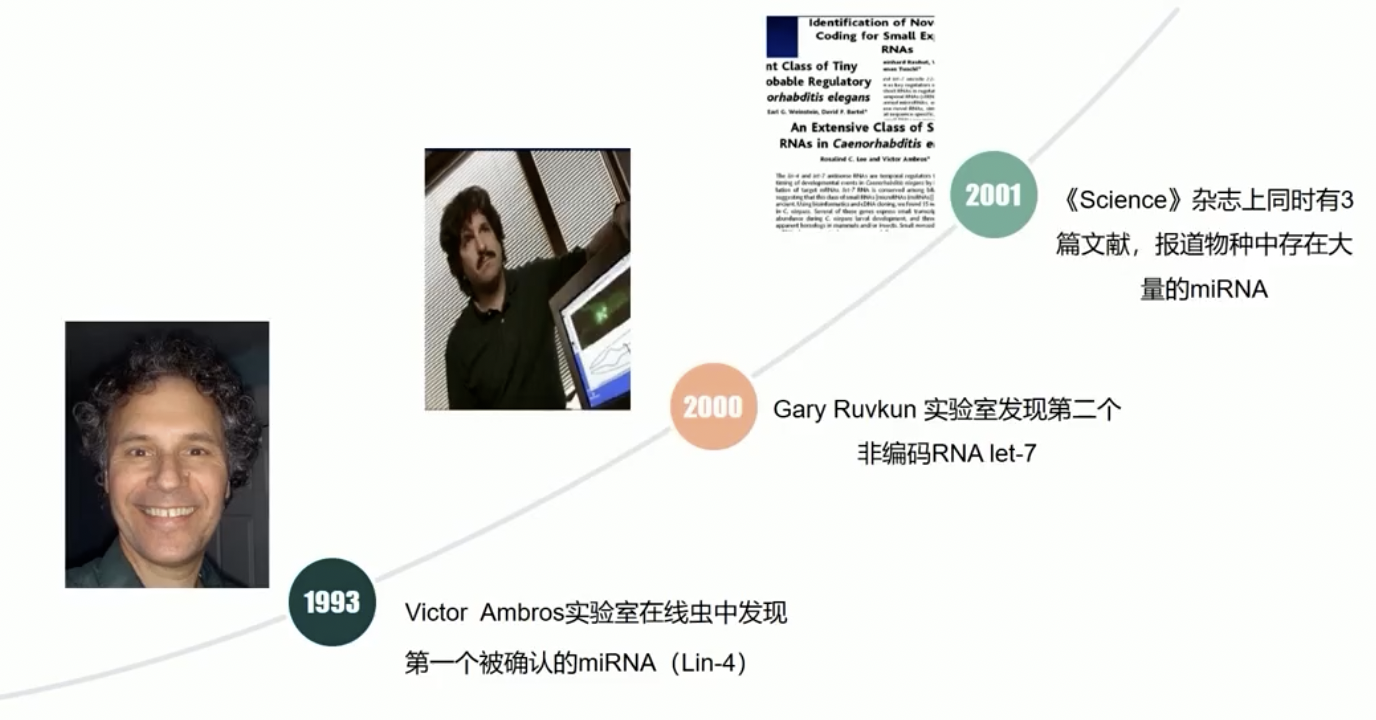 Identification of Nov
Coding for Small Ex
RNAs
nt Class of Tiny
obable Regulatory
orhabditis elegans
Earl G. Weinstein, David P. Bartel*
An Extensive Class of S
RNAs in Caenorhabditis e
Rosalind C. Lee and Victor Ambros*
2001
《Science》杂志上同时有3
篇文献，报道物种中存在大
量的miRNA
2000
Gary Ruvkun 实验室发现第二个
非编码RNA let-7
1993
Victor Ambros实验室在线虫中发现
第一个被确认的miRNA（Lin-4）